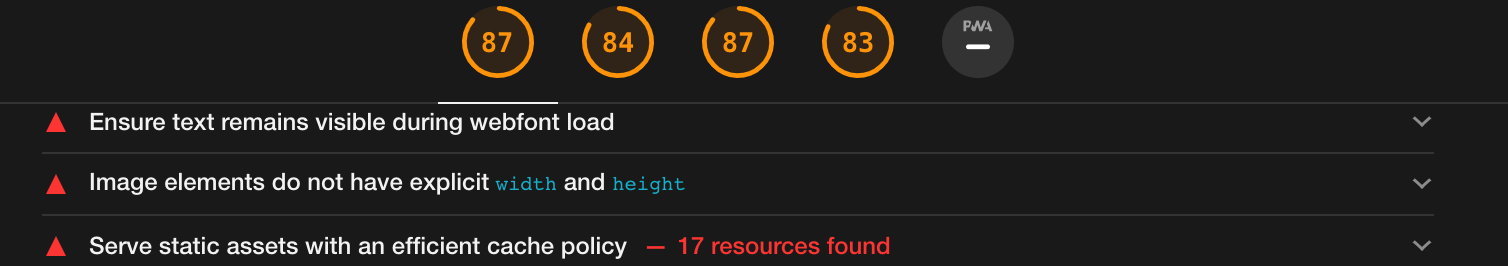 87 84 87 83 PWA
Ensure text remains visible during webfont load
Image elements do not have explicit width and height
Serve static assets with an efficient cache policy — 17 resources found